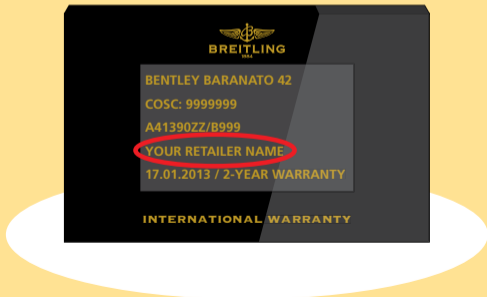 BREITLING
1884
BENTLEY BARANATO 42
COSC: 9999999
A41390ZZ/B999
YOUR RETAILER NAME
17.01.2013 / 2-YEAR WARRANTY
INTERNATIONAL WARRANTY